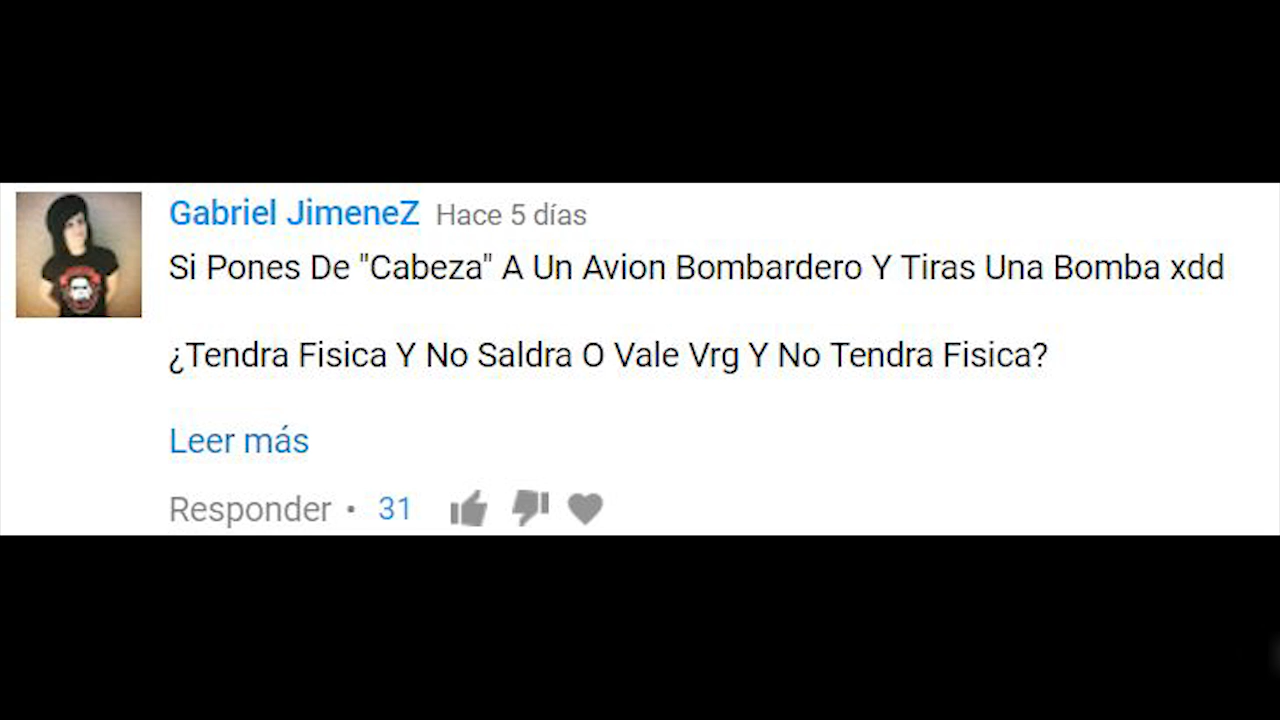 Gabriel JimeneZ Hace 5 días
Si Pones De "Cabeza" A Un Avion Bombardero Y Tiras Una Bomba xdd
¿Tendra Fisica Y No Saldra O Vale Vrg Y No Tendra Fisica?
Leer más
Responder • 31